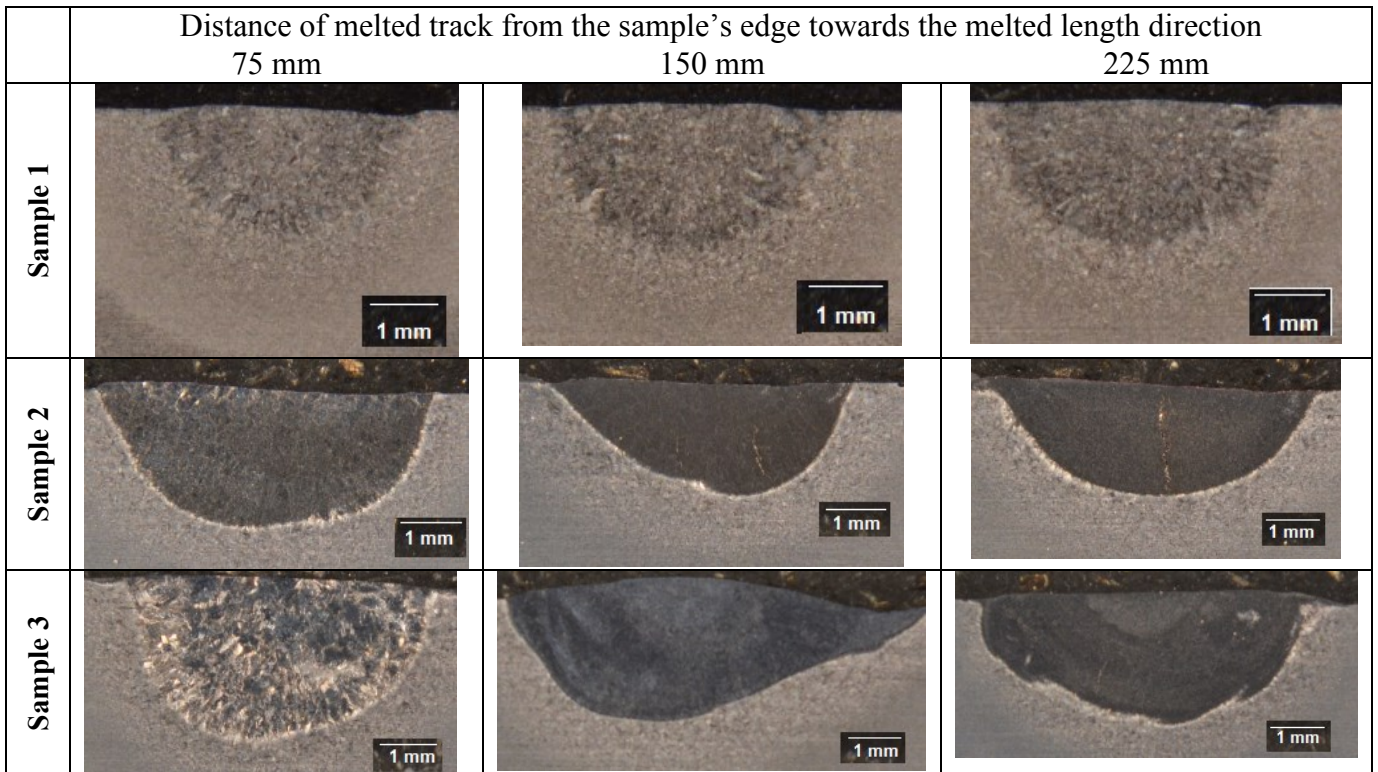 Distance of melted track from the sample’s edge towards the melted length direction
75 mm 150 mm 225 mm
Sample 1
1 mm 1 mm 1 mm
Sample 2
1 mm 1 mm 1 mm
Sample 3
1 mm 1 mm 1 mm